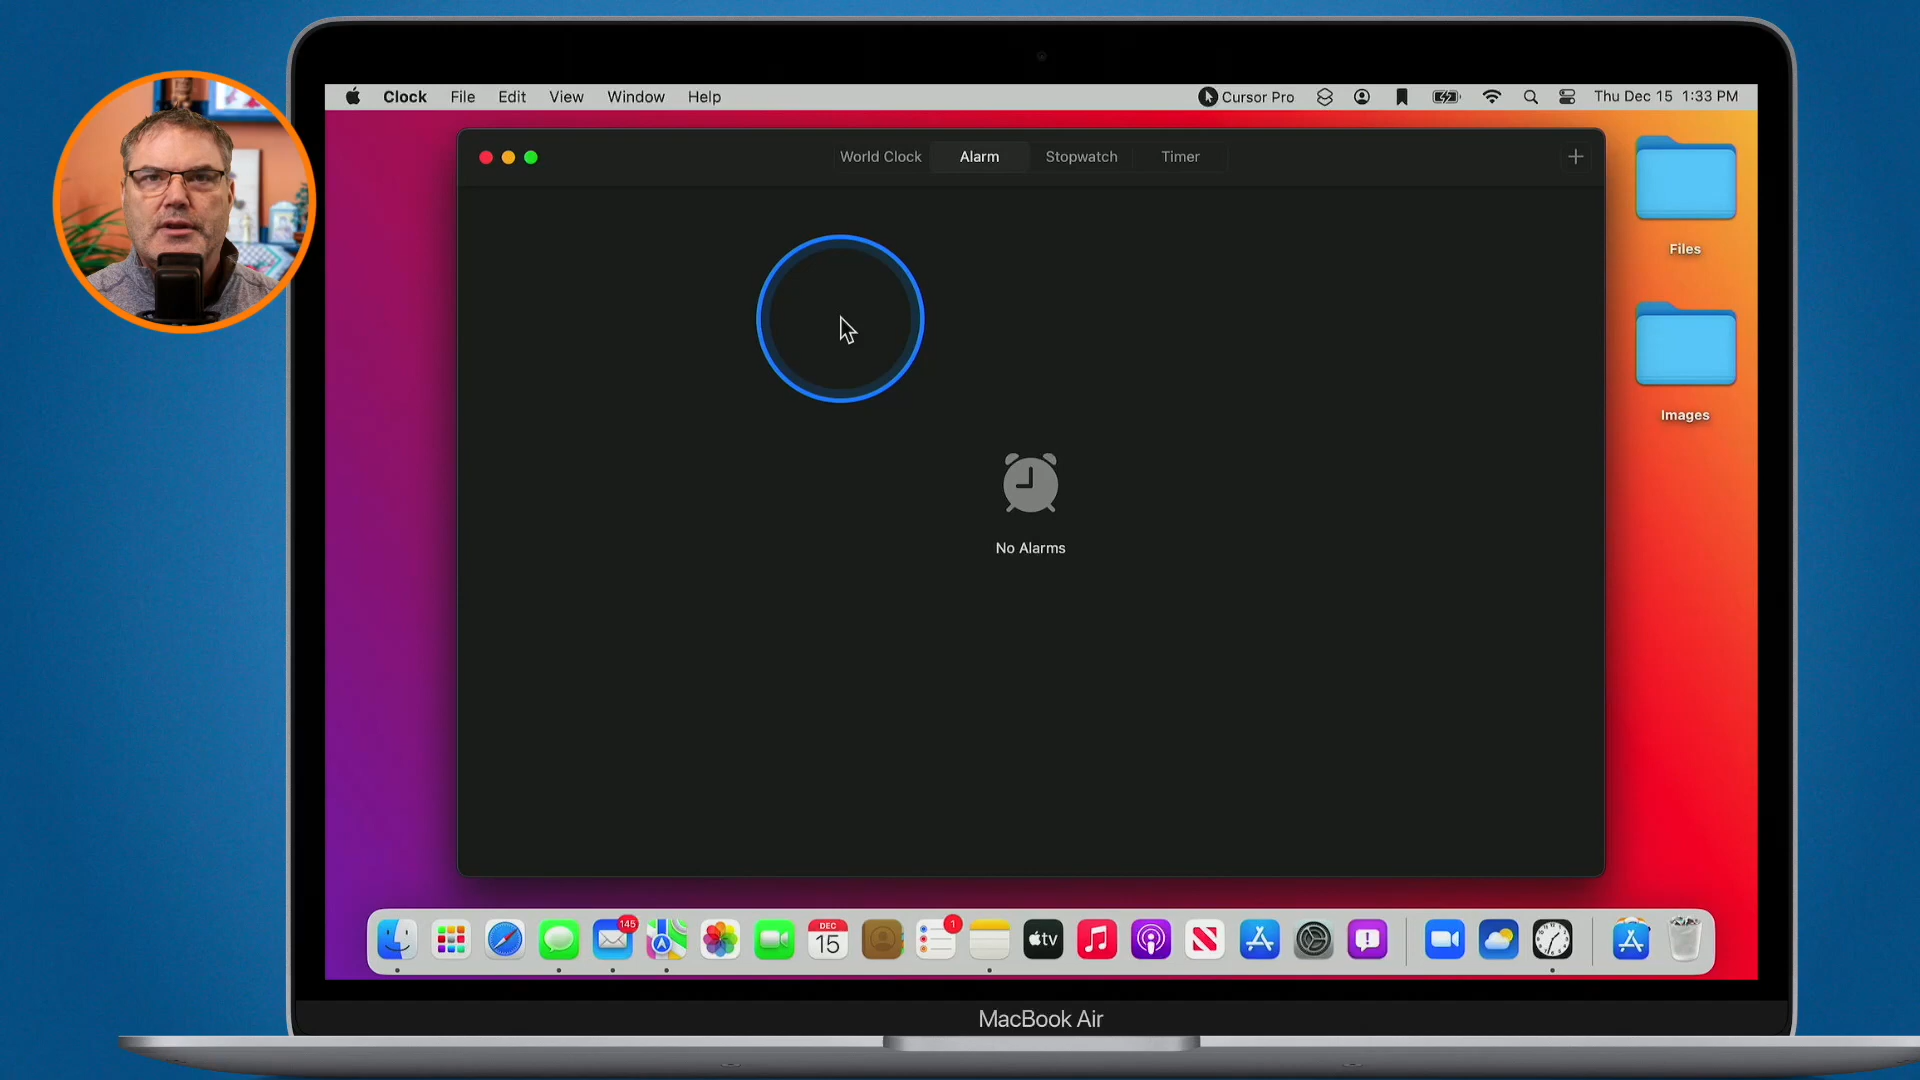 Clock File Edit View Window Help Cursor Pro Thu Dec 15 1:33 PM
World Clock Alarm Stopwatch Timer
Files
Images
No Alarms
145
DEC
15
1
tv
MacBook Air